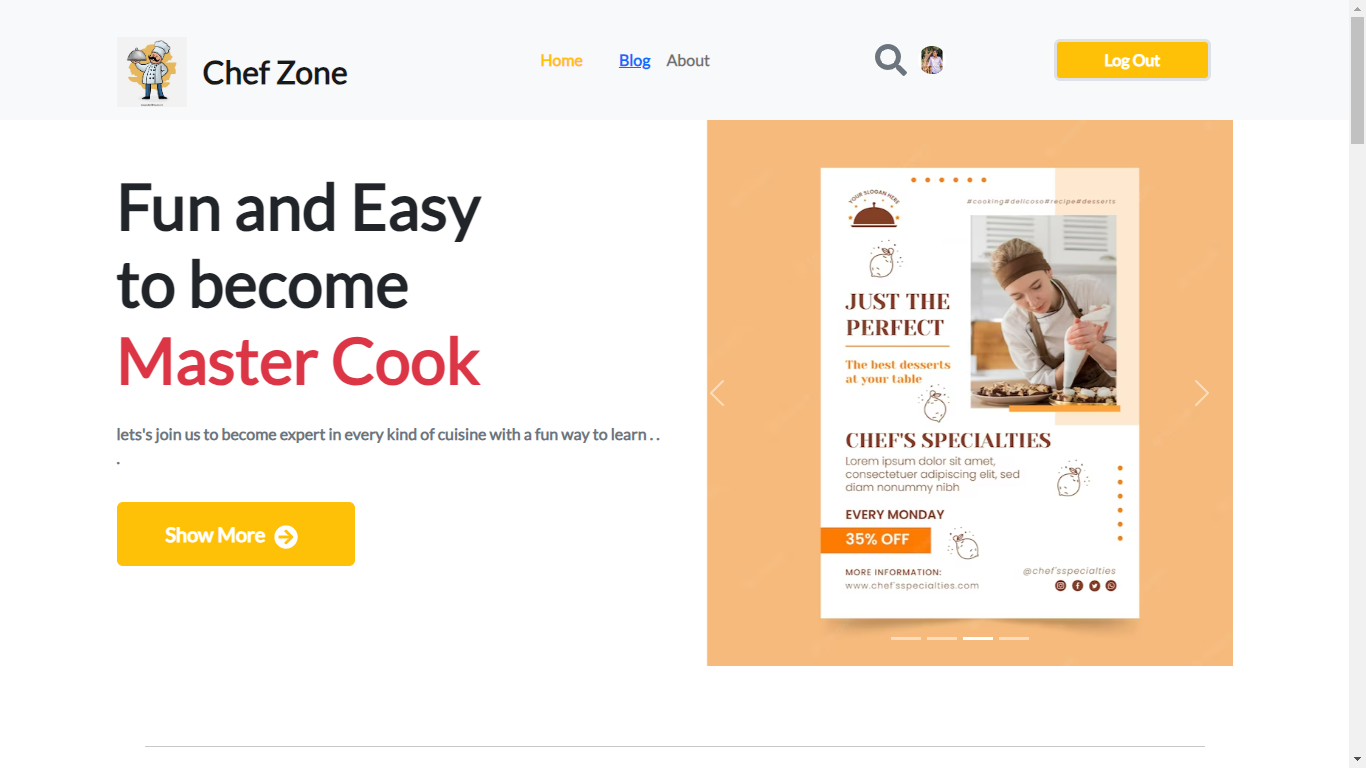 Chef Zone
Home
Blog
About
Log Out
Fun and Easy
to become
Master Cook
lets's join us to become expert in every kind of cuisine with a fun way to learn . .
.
Show More
YOUR SLOGAN HERE
#cooking#delicose#recipe#desserts
JUST THE
PERFECT
The best desserts
at your table
CHEF'S SPECIALTIES
Lorem ipsum dolor sit amet,
consectetuer adipiscing elit, sed
diam nonummy nibh
EVERY MONDAY
35% OFF
MORE INFORMATION:
www.chef'sspecialties.com
@chef'sspecialties